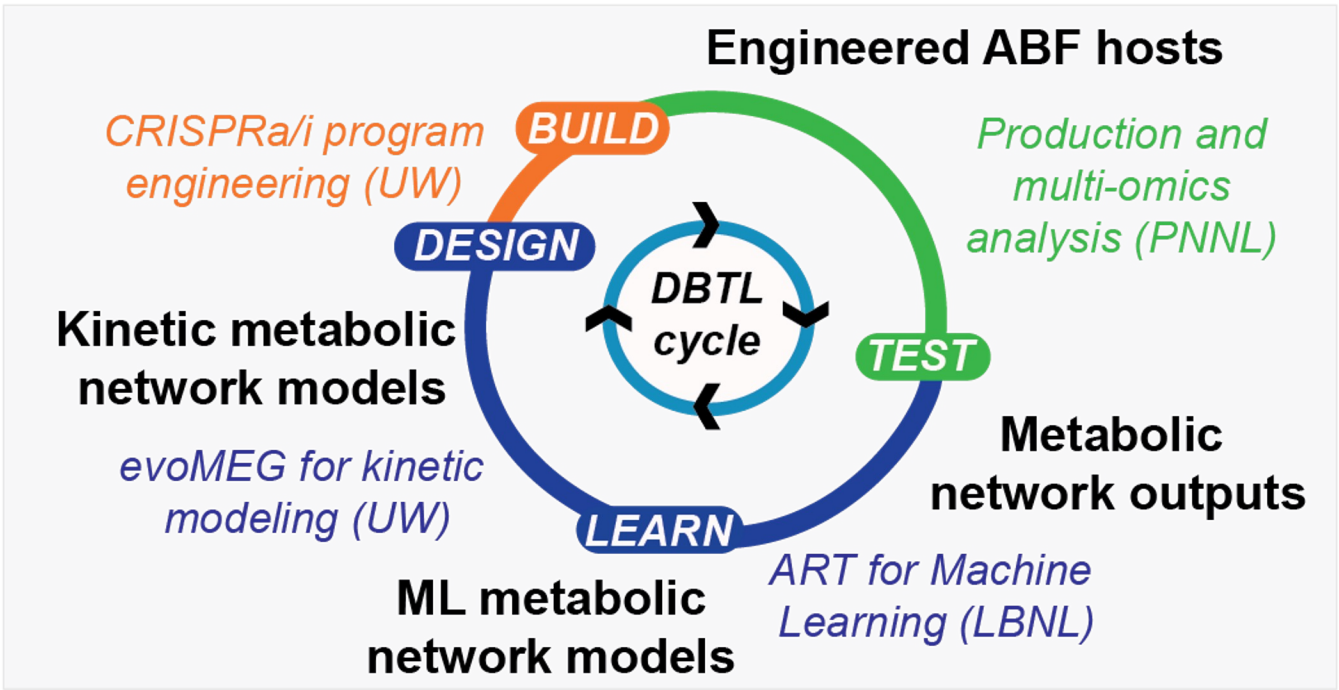 Engineered ABF hosts
CRISPRa/i program
engineering (UW)
BUILD
Production and
multi-omics
analysis (PNNL)
DESIGN
DBTL
cycle
Kinetic metabolic
network models
TEST
Metabolic
network outputs
evoMEG for kinetic
modeling (UW)
LEARN
ART for Machine
Learning (LBNL)
ML metabolic
network models